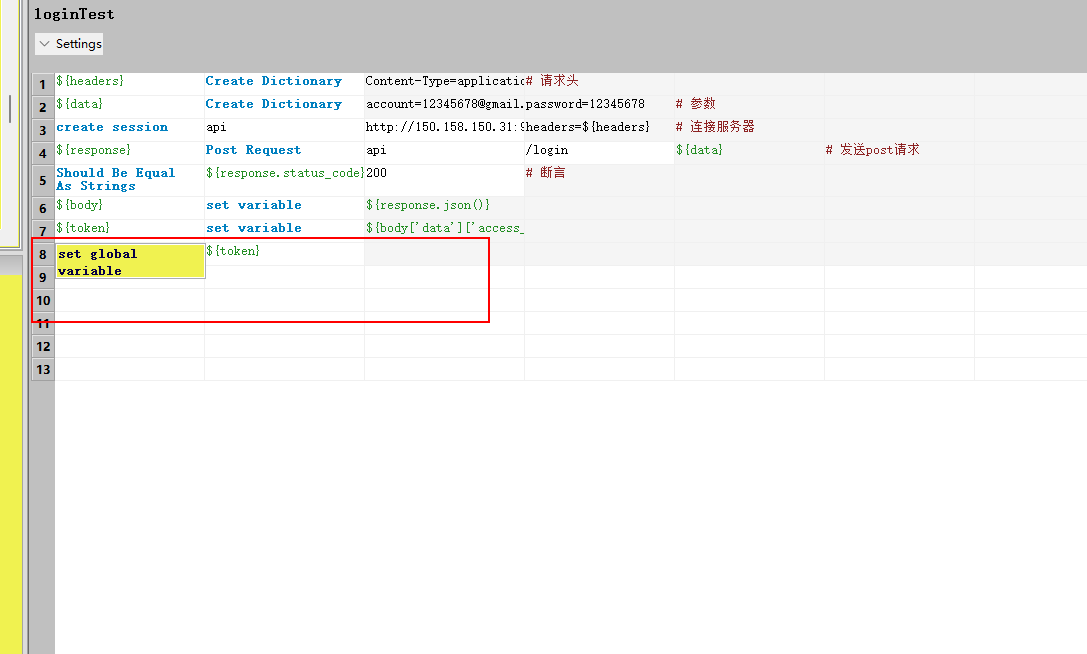 loginTest
Settings
1 ${headers} Create Dictionary Content-Type=applicatio # 请求头
2 ${data} Create Dictionary account=12345678@gmail. password=12345678 # 参数
3 create session api http://150.158.150.31:9 headers=${headers} # 连接服务器
4 ${response} Post Request api /login ${data} # 发送post请求
5 Should Be Equal As Strings ${response.status_code} 200 # 断言
6 ${body} set variable ${response.json()}
7 ${token} set variable ${body['data']['access_
8 set global variable ${token}
9
10
11
12
13